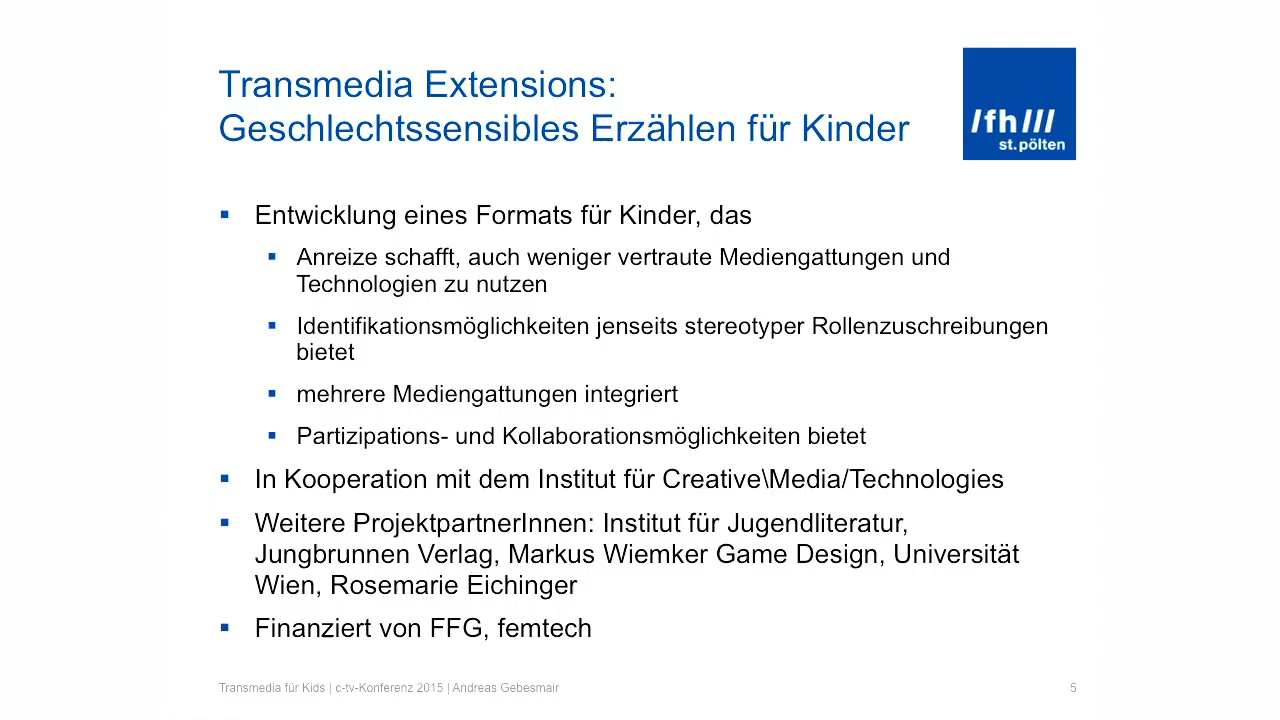 Transmedia Extensions:
Geschlechtssensibles Erzählen für Kinder
/fh///
st.pölten
▪ Entwicklung eines Formats für Kinder, das
▪ Anreize schafft, auch weniger vertraute Mediengattungen und
Technologien zu nutzen
▪ Identifikationsmöglichkeiten jenseits stereotyper Rollenzuschreibungen
bietet
▪ mehrere Mediengattungen integriert
▪ Partizipations- und Kollaborationsmöglichkeiten bietet
▪ In Kooperation mit dem Institut für Creative\Media/Technologies
▪ Weitere ProjektpartnerInnen: Institut für Jugendliteratur,
Jungbrunnen Verlag, Markus Wiemker Game Design, Universität
Wien, Rosemarie Eichinger
▪ Finanziert von FFG, femtech
Transmedia für Kids | c-tv-Konferenz 2015 | Andreas Gebesmair
5